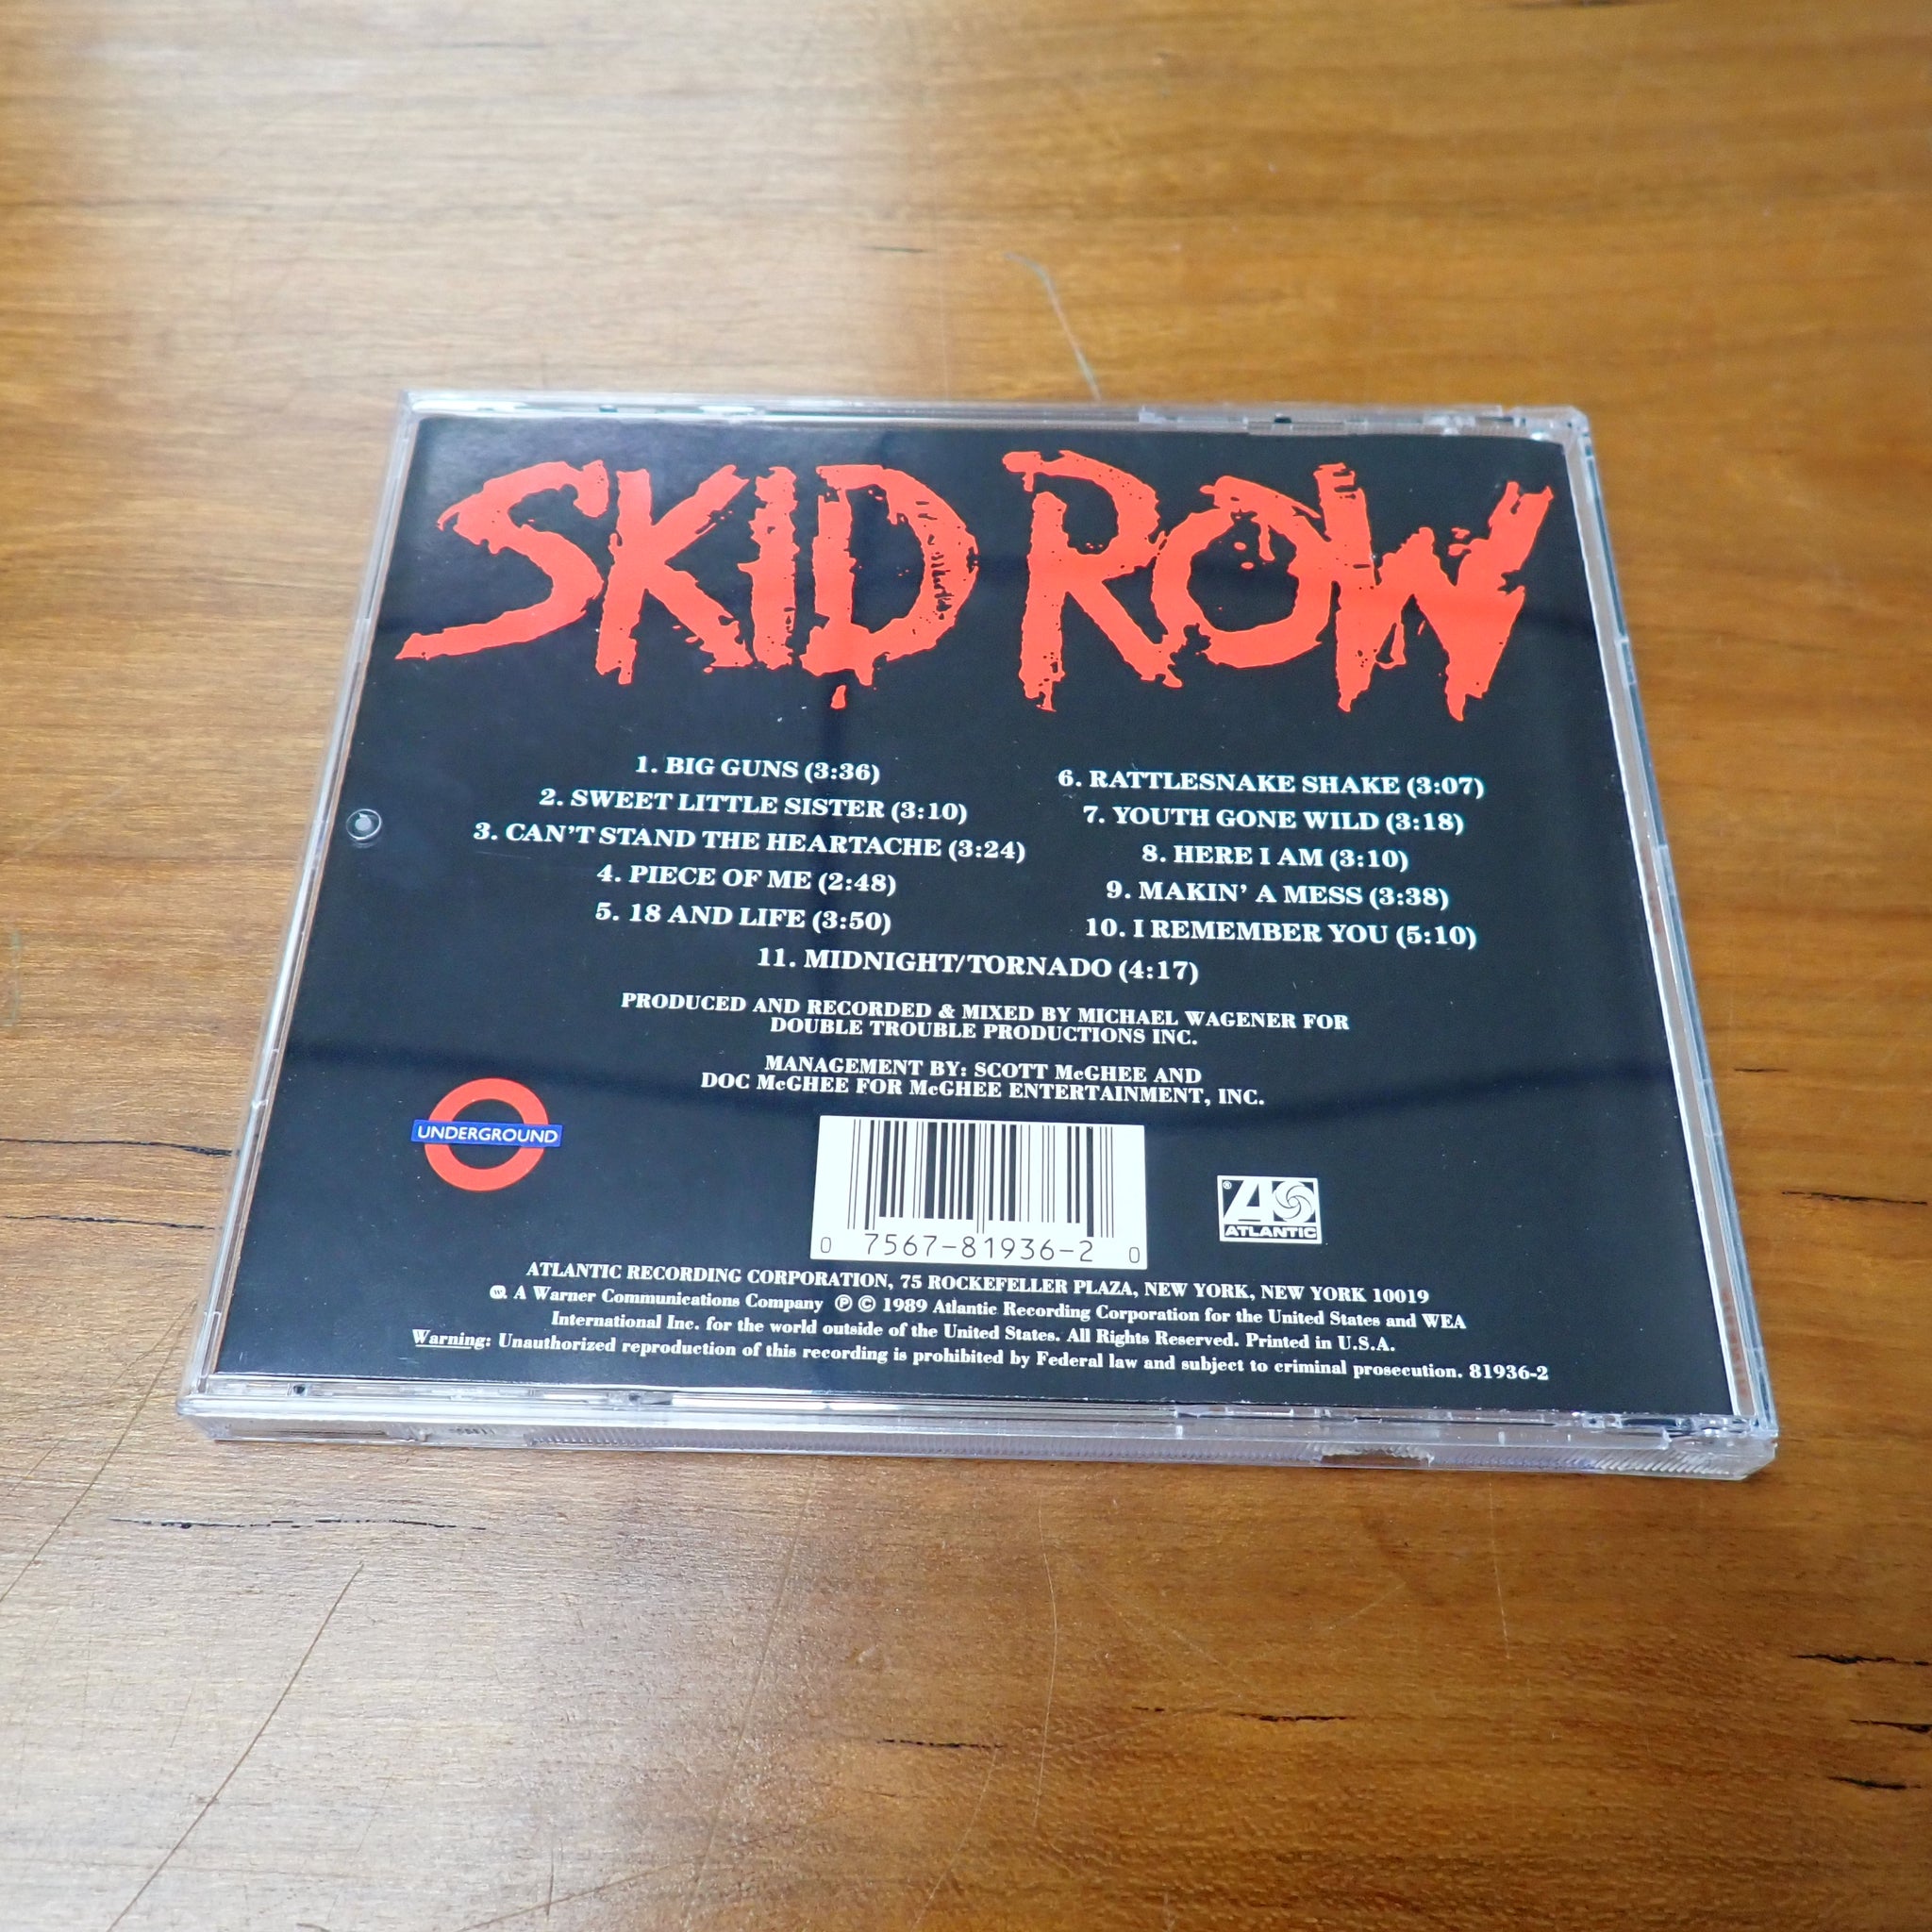 SKID ROW
1. BIG GUNS (3:36)
2. SWEET LITTLE SISTER (3:10)
3. CAN'T STAND THE HEARTACHE (3:24)
4. PIECE OF ME (2:48)
5. 18 AND LIFE (3:50)
6. RATTLESNAKE SHAKE (3:07)
7. YOUTH GONE WILD (3:18)
8. HERE I AM (3:10)
9. MAKIN' A MESS (3:38)
10. I REMEMBER YOU (5:10)
11. MIDNIGHT/TORNADO (4:17)
PRODUCED AND RECORDED & MIXED BY MICHAEL WAGENER FOR
DOUBLE TROUBLE PRODUCTIONS INC.
MANAGEMENT BY: SCOTT McGHEE AND
DOC McGHEE FOR McGHEE ENTERTAINMENT, INC.
UNDERGROUND
0 7567-81936-2 0
® ATLANTIC
ATLANTIC RECORDING CORPORATION, 75 ROCKEFELLER PLAZA, NEW YORK, NEW YORK 10019
A Warner Communications Company ℗ © 1989 Atlantic Recording Corporation for the United States and WEA
International Inc. for the world outside of the United States. All Rights Reserved. Printed in U.S.A.
Warning: Unauthorized reproduction of this recording is prohibited by Federal law and subject to criminal prosecution. 81936-2